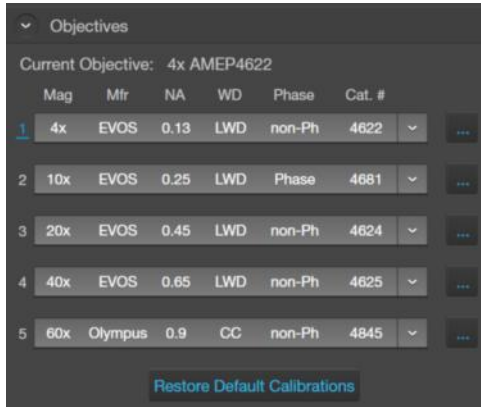 Objectives
Current Objective: 4x AMEP4622
Mag Mfr NA WD Phase Cat. #
1 4x EVOS 0.13 LWD non-Ph 4622 ...
2 10x EVOS 0.25 LWD Phase 4681 ...
3 20x EVOS 0.45 LWD non-Ph 4624 ...
4 40x EVOS 0.65 LWD non-Ph 4625 ...
5 60x Olympus 0.9 CC non-Ph 4845 ...
Restore Default Calibrations